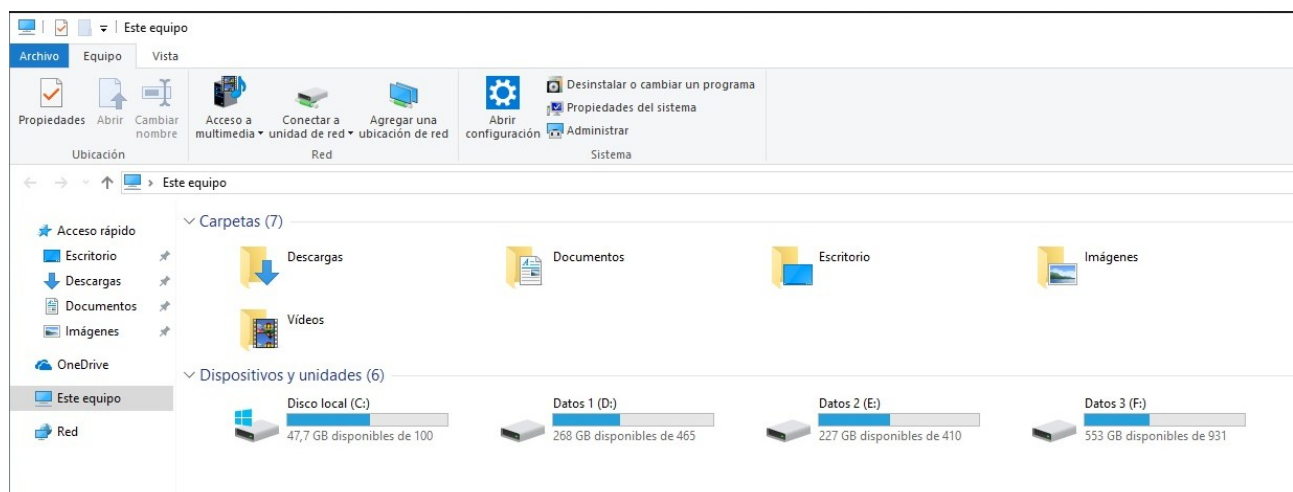 Este equipo
Archivo Equipo Vista
Propiedades
Abrir
Cambiar
nombre
Ubicación
Acceso a
multimedia
Conectar a
unidad de red
Agregar una
ubicación de red
Red
Abrir
configuración
Desinstalar o cambiar un programa
Propiedades del sistema
Administrar
Sistema
Este equipo
Acceso rápido
Escritorio
Descargas
Documentos
Imágenes
OneDrive
Este equipo
Red
Carpetas (7)
Descargas
Documentos
Escritorio
Imágenes
Vídeos
Dispositivos y unidades (6)
Disco local (C:)
47,7 GB disponibles de 100
Datos 1 (D:)
268 GB disponibles de 465
Datos 2 (E:)
227 GB disponibles de 410
Datos 3 (F:)
553 GB disponibles de 931